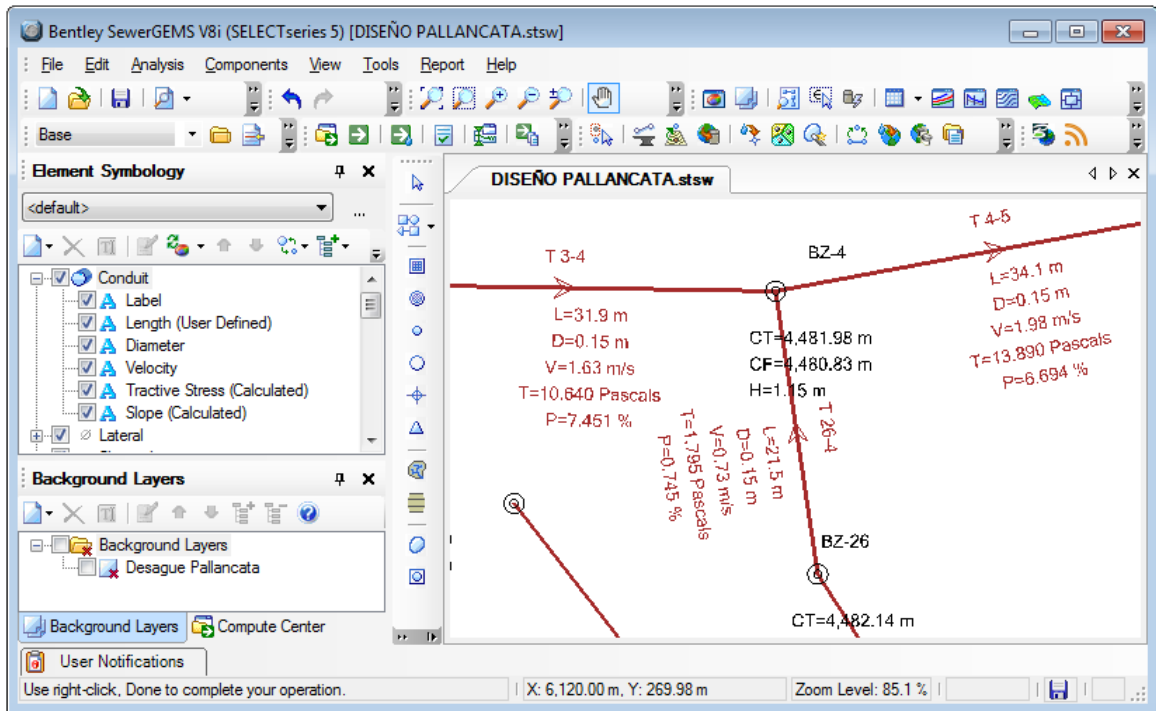 Bentley SewerGEMS V8i (SELECTseries 5) [DISEÑO PALLANCATA.stsw]
File Edit Analysis Components View Tools Report Help
Base
Element Symbology
<default>
...
Conduit
Label
Length (User Defined)
Diameter
Velocity
Tractive Stress (Calculated)
Slope (Calculated)
Lateral
Background Layers
Background Layers
Desague Pallancata
Background Layers
Compute Center
DISEÑO PALLANCATA.stsw
T 3-4
L=31.9 m
D=0.15 m
V=1.63 m/s
T=10.640 Pascals
P=7.451 %
BZ-4
CT=4,481.98 m
CF=4,480.83 m
H=1.15 m
T 4-5
L=34.1 m
D=0.15 m
V=1.98 m/s
T=13.890 Pascals
P=6.694 %
T 26-4
L=21.5 m
D=0.15 m
V=0.73 m/s
T=1.795 Pascals
P=0.745 %
BZ-26
CT=4,482.14 m
User Notifications
Use right-click, Done to complete your operation.
X: 6,120.00 m, Y: 269.98 m
Zoom Level: 85.1 %